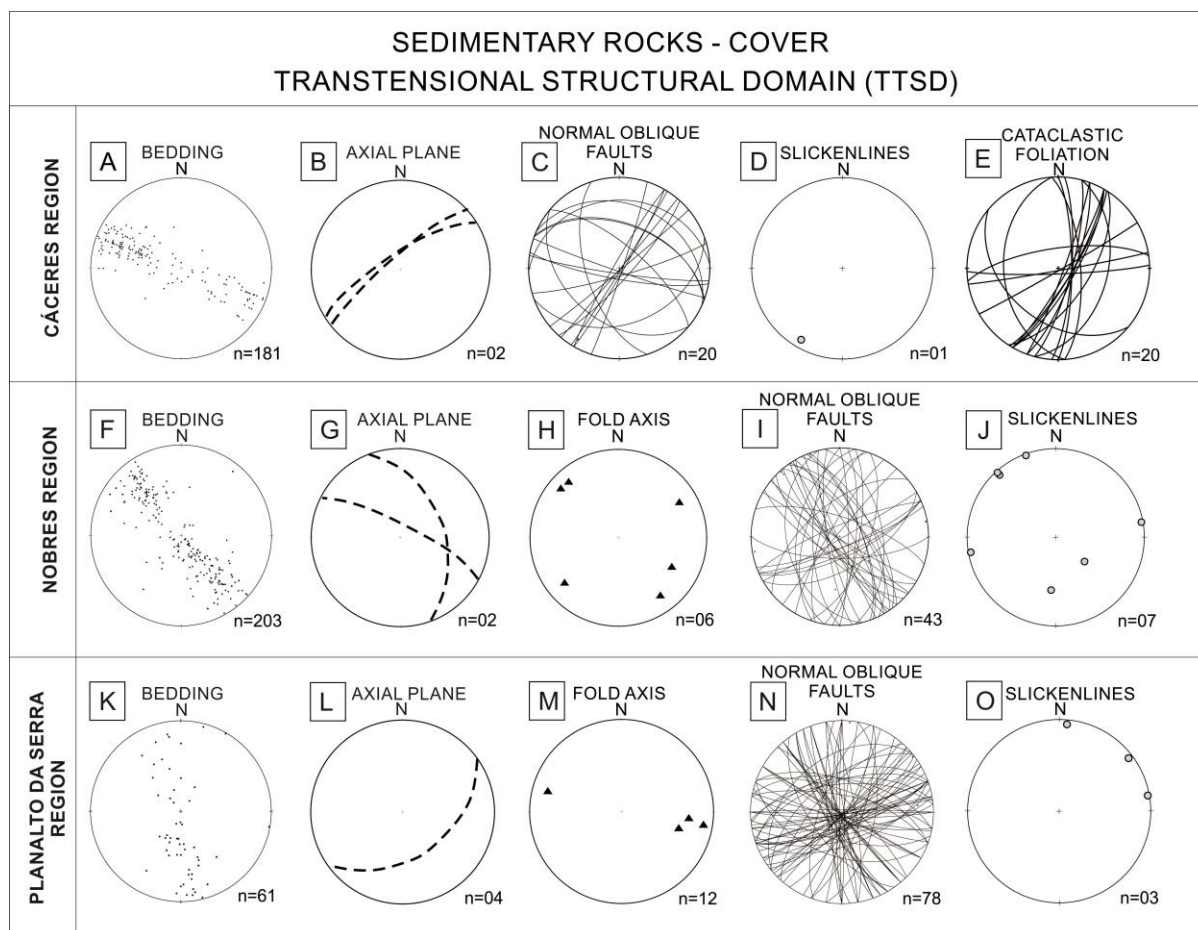 SEDIMENTARY ROCKS - COVER
TRANSTENSIONAL STRUCTURAL DOMAIN (TTSD)
CÁCERES REGION
A
BEDDING
N
n=181
B
AXIAL PLANE
N
n=02
C
NORMAL OBLIQUE
FAULTS
N
n=20
D
SLICKENLINES
N
n=01
E
CATACLASTIC
FOLIATION
N
n=20
NOBRES REGION
F
BEDDING
N
n=203
G
AXIAL PLANE
N
n=02
H
FOLD AXIS
N
n=06
I
NORMAL OBLIQUE
FAULTS
N
n=43
J
SLICKENLINES
N
n=07
PLANALTO DA SERRA
REGION
K
BEDDING
N
n=61
L
AXIAL PLANE
N
n=04
M
FOLD AXIS
N
n=12
N
NORMAL OBLIQUE
FAULTS
N
n=78
O
SLICKENLINES
N
n=03